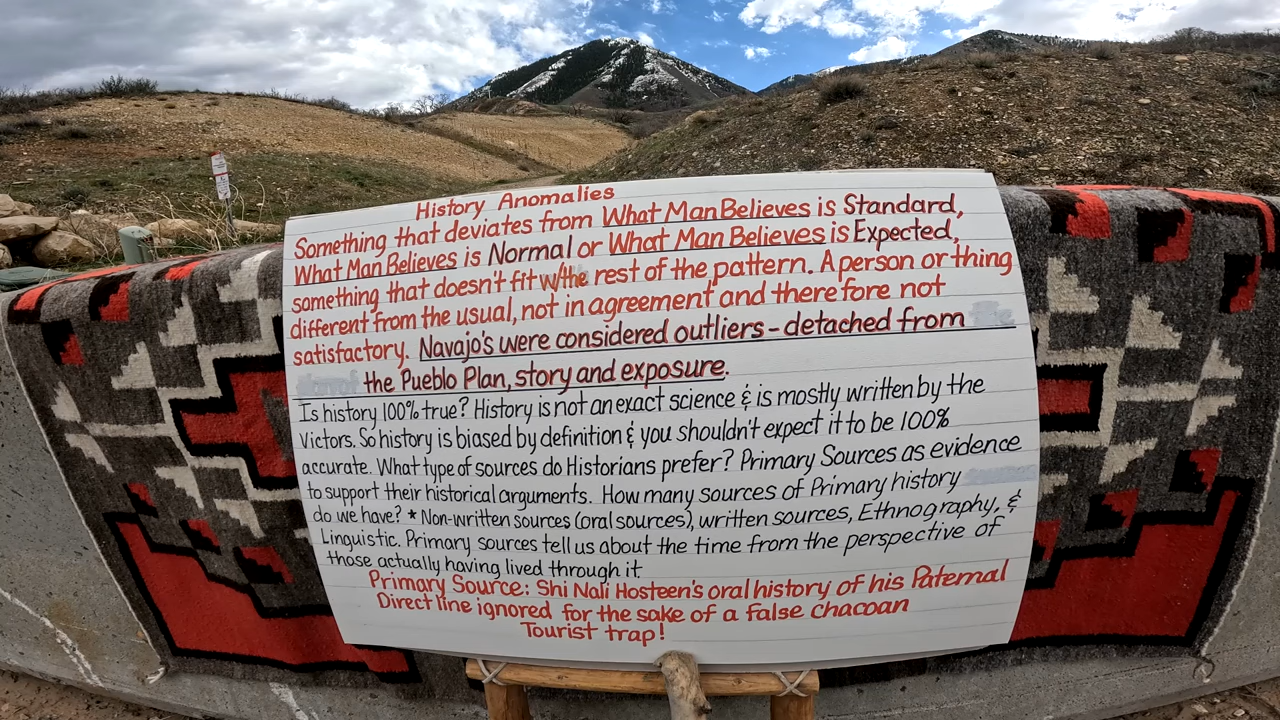 History Anomalies
Something that deviates from What Man Believes is Standard,
What Man Believes is Normal or What Man Believes is Expected,
something that doesn't fit w/the rest of the pattern. A person or thing
different from the usual, not in agreement and therefore not
satisfactory. Navajo's were considered outliers - detached from
the Pueblo Plan, story and exposure.
Is history 100% true? History is not an exact science & is mostly written by the
Victors. So history is biased by definition & you shouldn't expect it to be 100%
accurate. What type of sources do Historians prefer? Primary Sources as evidence
to support their historical arguments. How many sources of Primary history
do we have? * Non-written sources (oral sources), written sources, Ethnography, &
Linguistic. Primary sources tell us about the time from the perspective of
those actually having lived through it.
Primary Source: Shi Nali Hosteen's oral history of his Paternal
Direct line ignored for the sake of a false chacoan
Tourist trap!